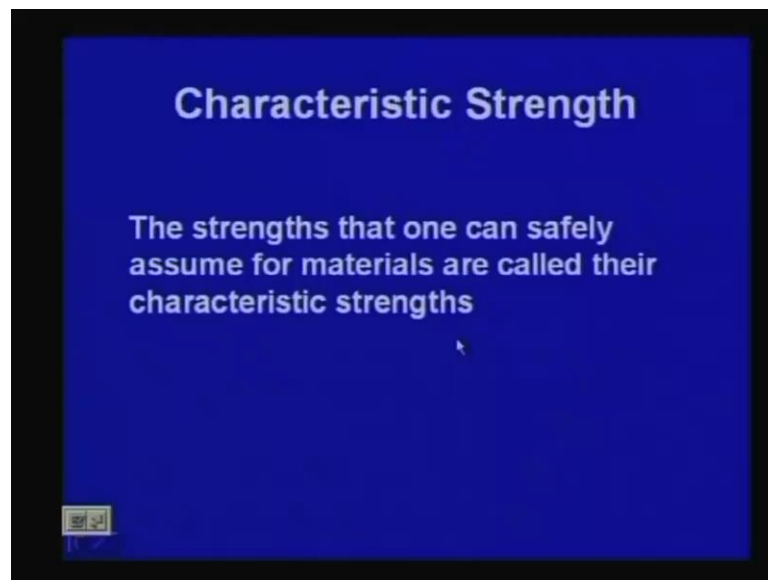 Characteristic Strength
The strengths that one can safely
assume for materials are called their
characteristic strengths